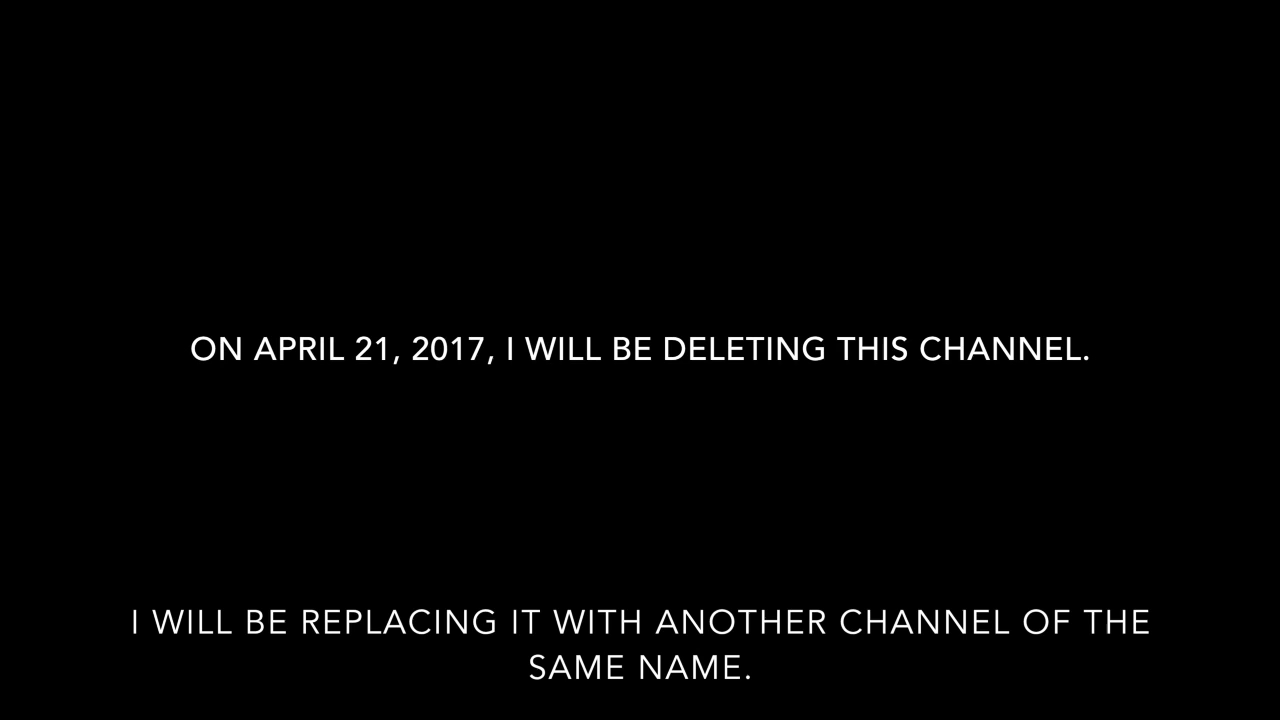 ON APRIL 21, 2017, I WILL BE DELETING THIS CHANNEL.
I WILL BE REPLACING IT WITH ANOTHER CHANNEL OF THE
SAME NAME.